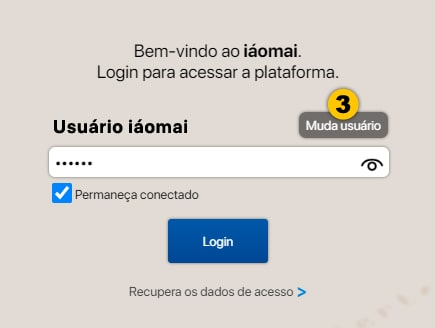 Bem-vindo ao iáomai.
Login para acessar a plataforma.
3
Usuário iáomai
Muda usuário
••••••
Permaneça conectado
Login
Recupera os dados de acesso >